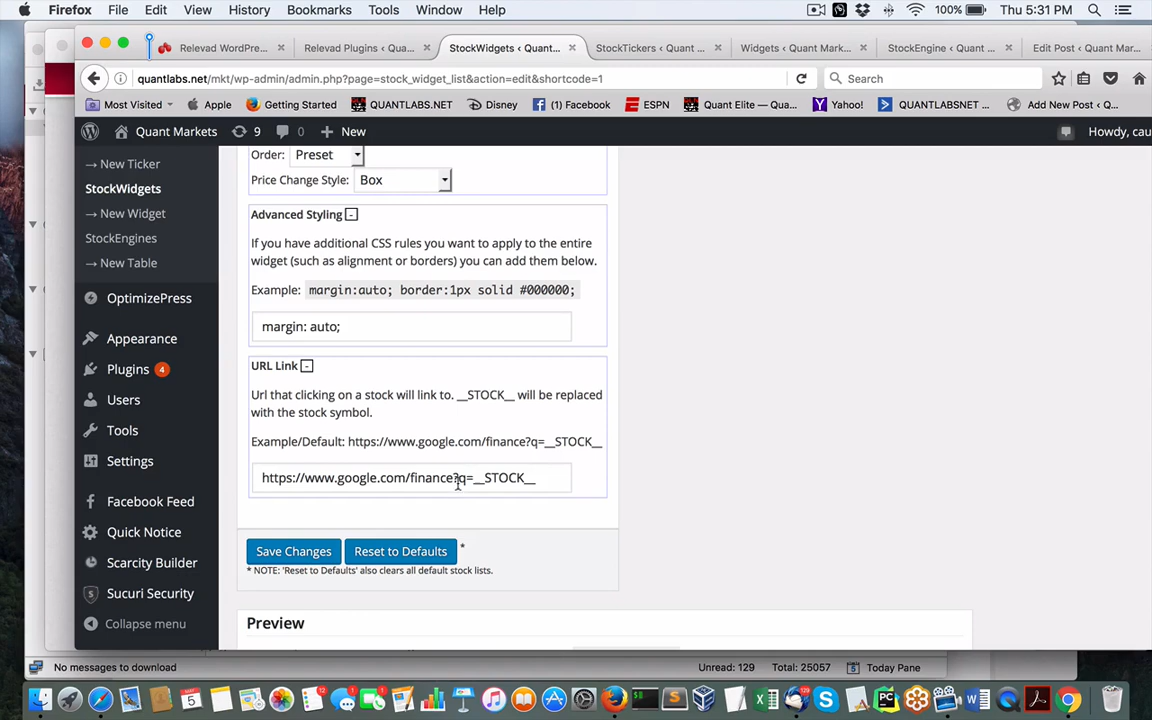 Firefox File Edit View History Bookmarks Tools Window Help 100% Thu 5:31 PM
Relevad WordPre... × Relevad Plugins ‹ Qua... × StockWidgets ‹ Quant... × StockTickers ‹ Quant ... × Widgets ‹ Quant Mark... × StockEngine ‹ Quant ... × Edit Post ‹ Quant Mar...
quantlabs.net/mkt/wp-admin/admin.php?page=stock_widget_list&action=edit&shortcode=1 Search
Most Visited Apple Getting Started QUANTLABS.NET Disney (1) Facebook ESPN Quant Elite — Qua... Yahoo! QUANTLABSNET ... Add New Post ‹ Q...
Quant Markets 9 0 + New Howdy, cau
→ New Ticker
StockWidgets
→ New Widget
StockEngines
→ New Table
OptimizePress
Appearance
Plugins 4
Users
Tools
Settings
Facebook Feed
Quick Notice
Scarcity Builder
Sucuri Security
Collapse menu
Order: Preset
Price Change Style: Box
Advanced Styling -
If you have additional CSS rules you want to apply to the entire
widget (such as alignment or borders) you can add them below.
Example: margin:auto; border:1px solid #000000;
margin: auto;
URL Link -
Url that clicking on a stock will link to. __STOCK__ will be replaced
with the stock symbol.
Example/Default: https://www.google.com/finance?q=__STOCK__
https://www.google.com/finance?q=__STOCK__
Save Changes Reset to Defaults *
* NOTE: 'Reset to Defaults' also clears all default stock lists.
Preview
No messages to download Unread: 129 Total: 25057 Today Pane